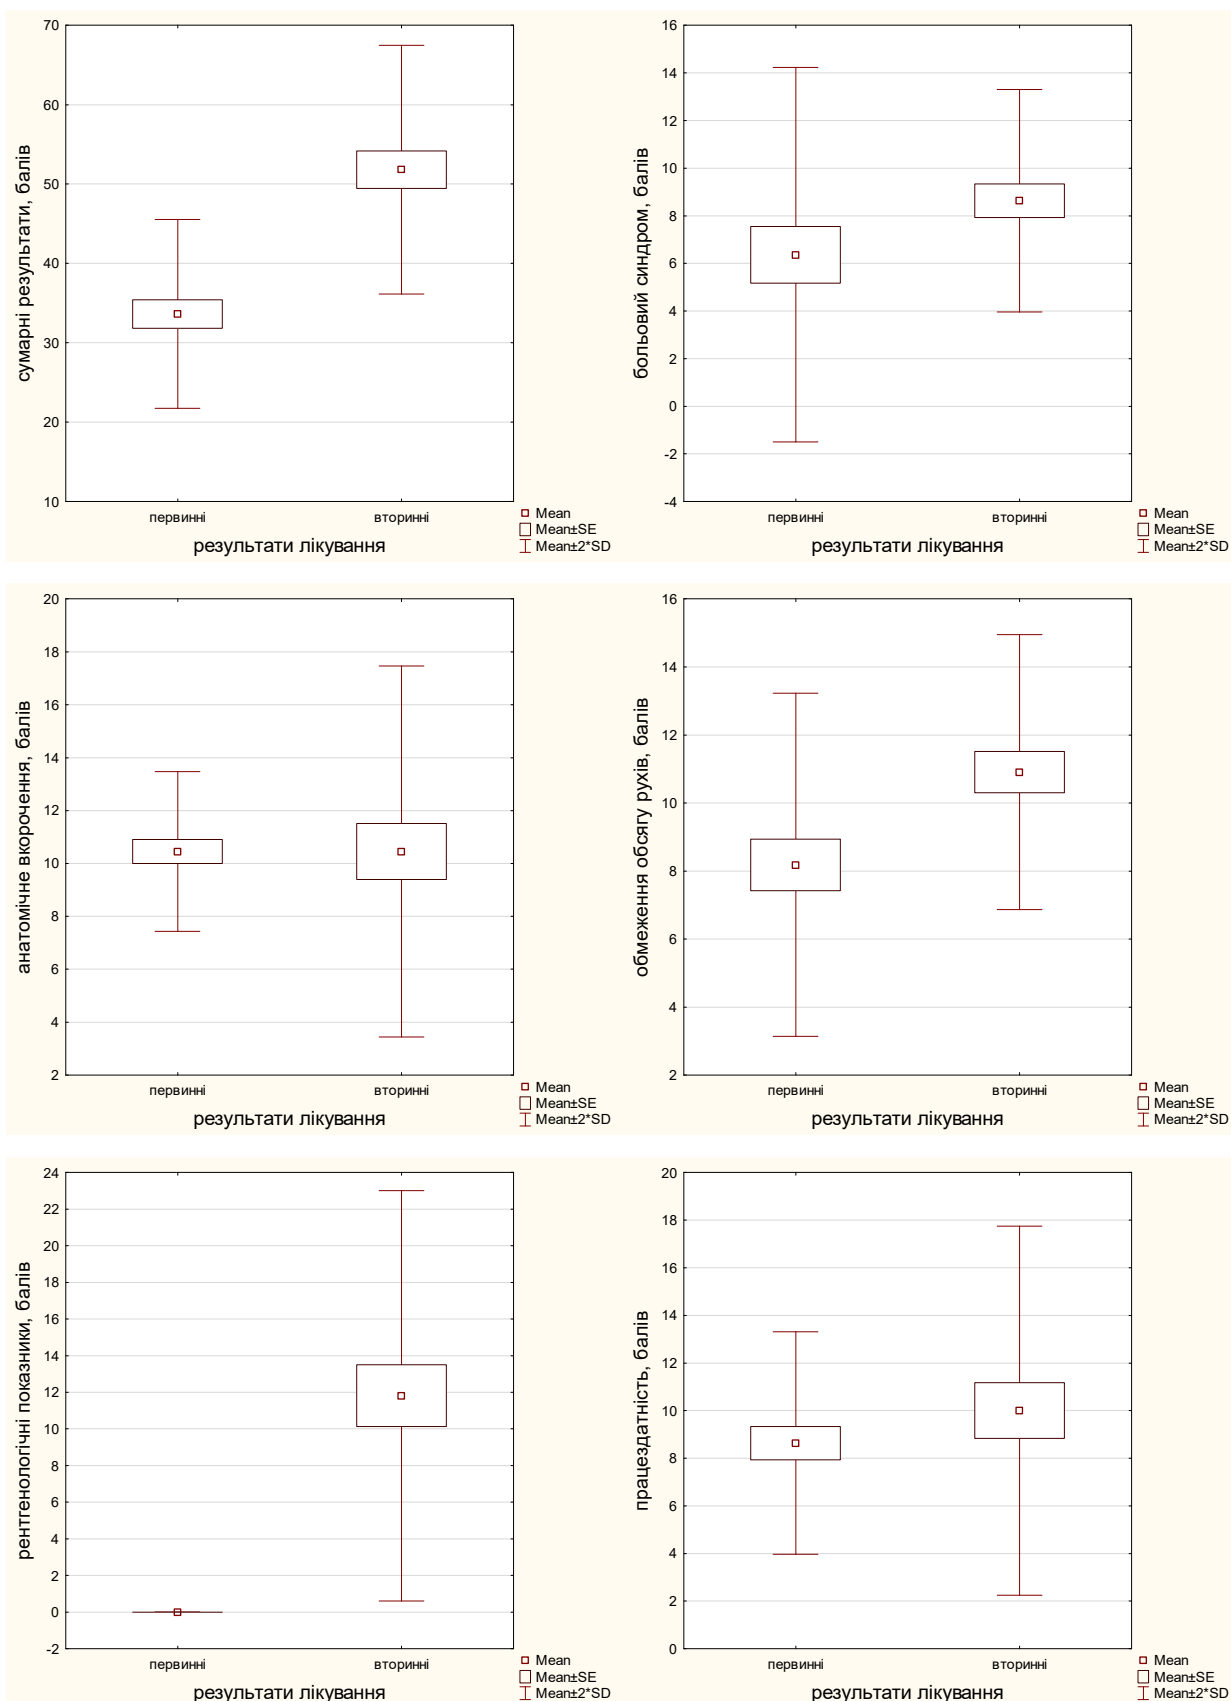 сумарні результати, балів
70
60
50
40
30
20
10
первинні
вторинні
результати лікування
Mean
Mean±SE
Mean±2*SD
больовий синдром, балів
16
14
12
10
8
6
4
2
0
-2
-4
первинні
вторинні
результати лікування
Mean
Mean±SE
Mean±2*SD
анатомічне вкорочення, балів
20
18
16
14
12
10
8
6
4
2
первинні
вторинні
результати лікування
Mean
Mean±SE
Mean±2*SD
обмеження обсягу рухів, балів
16
14
12
10
8
6
4
2
первинні
вторинні
результати лікування
Mean
Mean±SE
Mean±2*SD
рентгенологічні показники, балів
24
22
20
18
16
14
12
10
8
6
4
2
0
-2
первинні
вторинні
результати лікування
Mean
Mean±SE
Mean±2*SD
працездатність, балів
20
18
16
14
12
10
8
6
4
2
0
первинні
вторинні
результати лікування
Mean
Mean±SE
Mean±2*SD